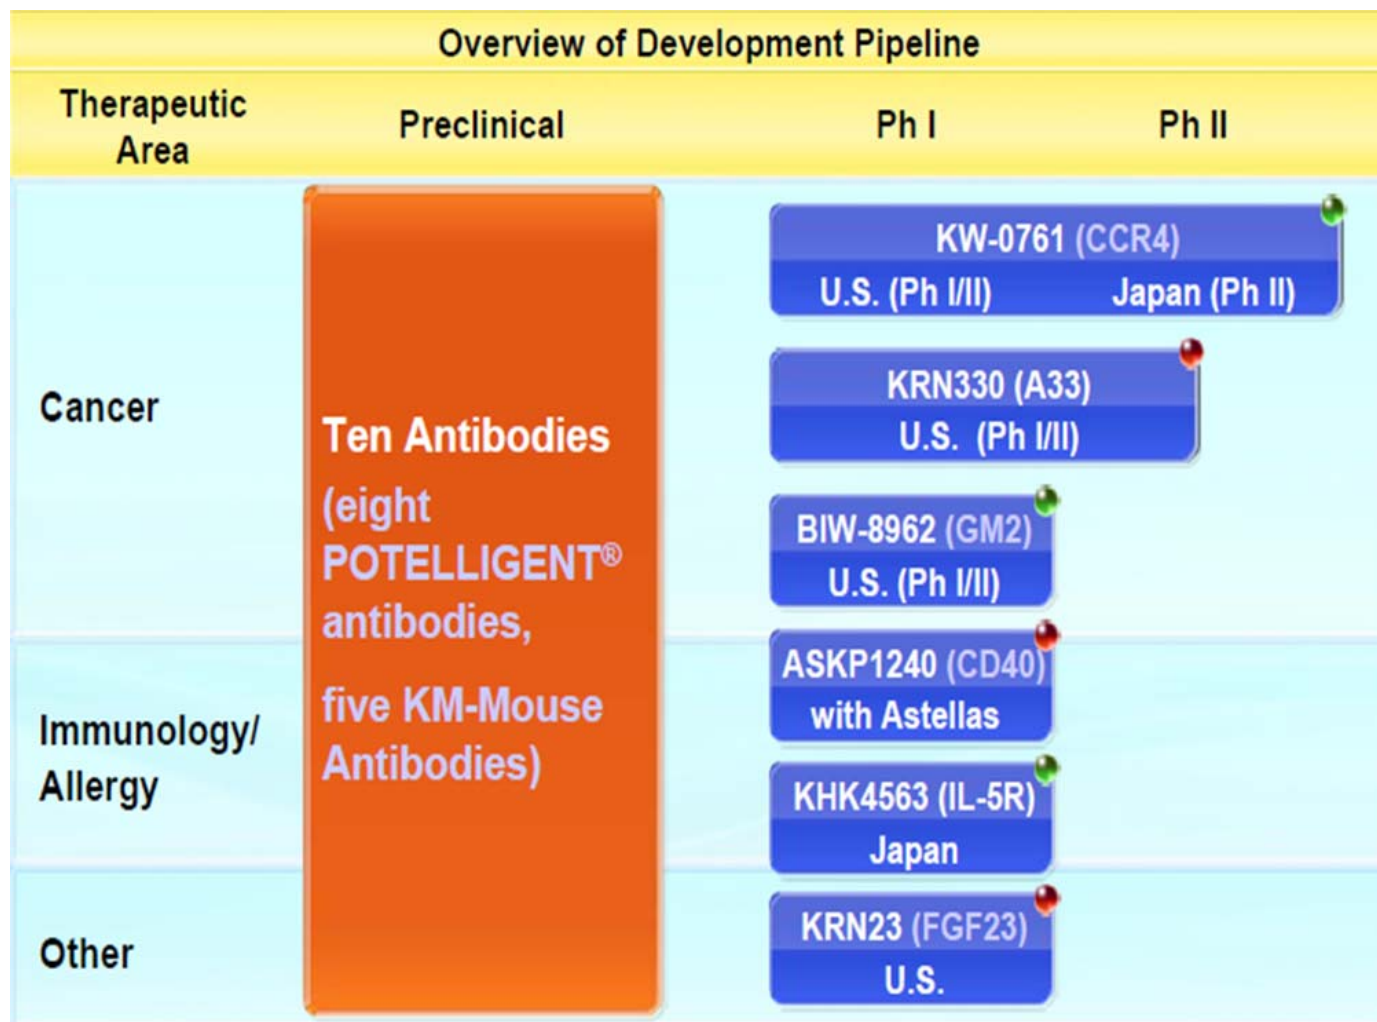 Overview of Development Pipeline
Therapeutic
Area
Preclinical
Ph I
Ph II
Cancer
Immunology/
Allergy
Other
Ten Antibodies
(eight
POTELLIGENT®
antibodies,
five KM-Mouse
Antibodies)
KW-0761 (CCR4)
U.S. (Ph I/II) Japan (Ph II)
KRN330 (A33)
U.S. (Ph I/II)
BIW-8962 (GM2)
U.S. (Ph I/II)
ASKP1240 (CD40)
with Astellas
KHK4563 (IL-5R)
Japan
KRN23 (FGF23)
U.S.